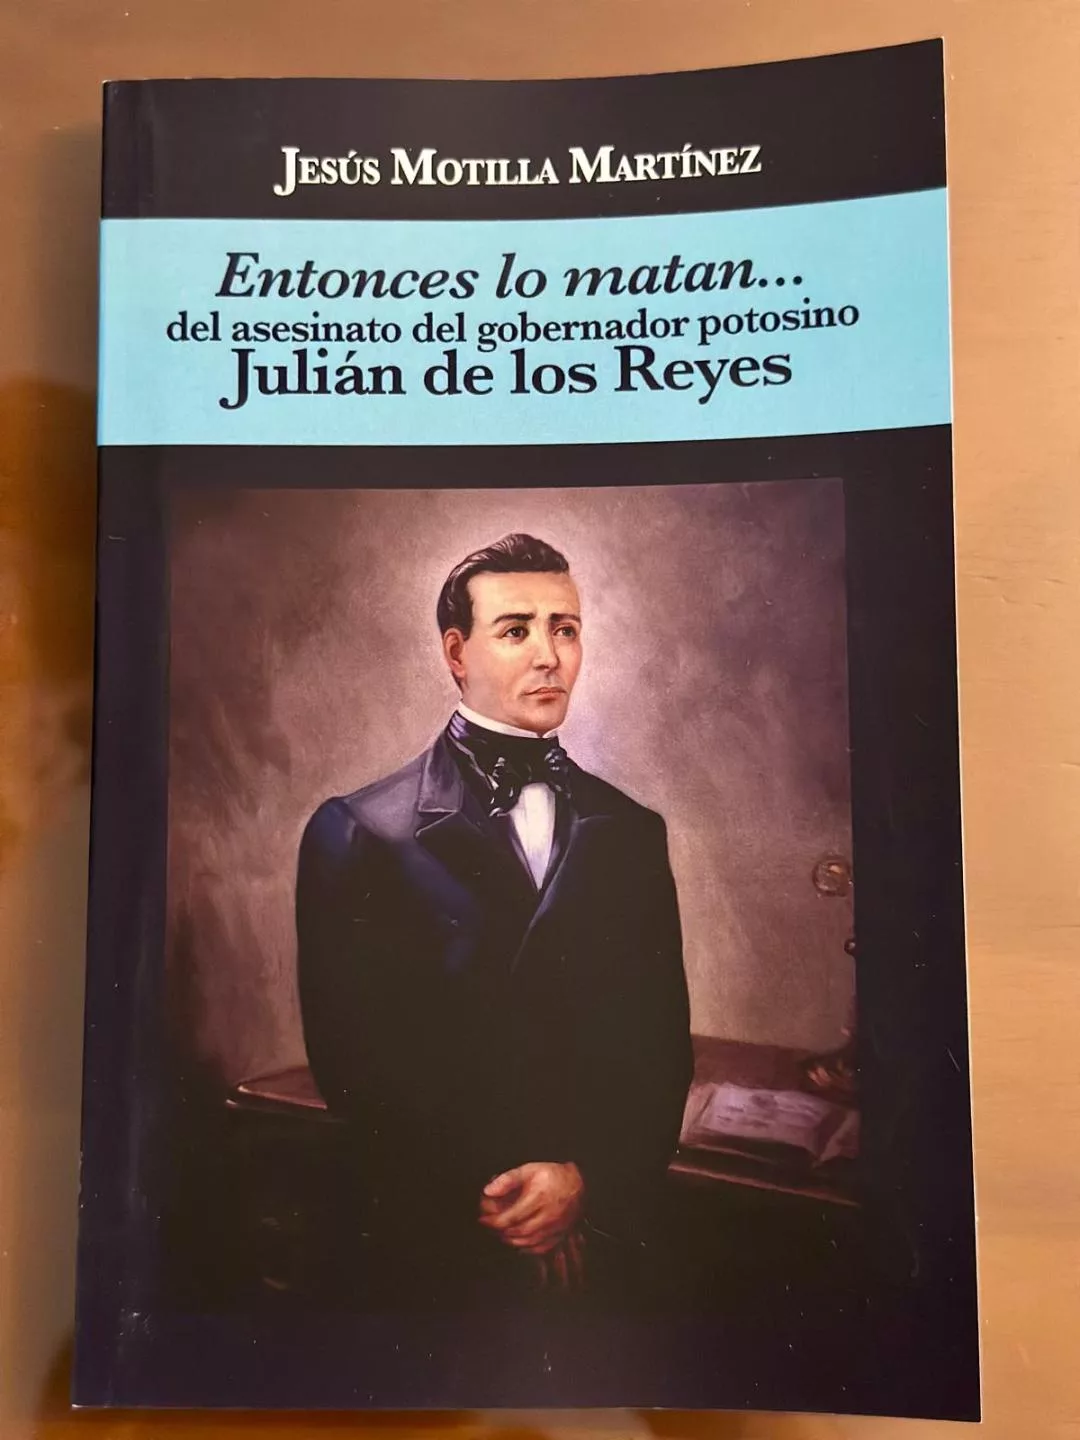 JESÚS MOTILLA MARTÍNEZ
Entonces lo matan...
del asesinato del gobernador potosino
Julián de los Reyes